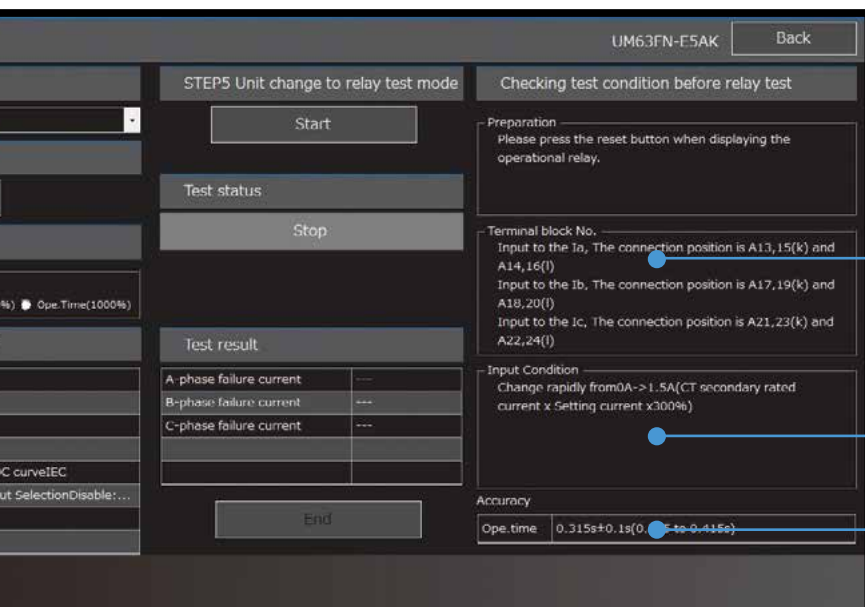 UM63FN-E5AK
Back
STEP5 Unit change to relay test mode
Start
Test status
Stop
Test result
A-phase failure current ---
B-phase failure current ---
C-phase failure current ---
End
Checking test condition before relay test
Preparation
Please press the reset button when displaying the
operational relay.
Terminal block No.
Input to the Ia, The connection position is A13,15(k) and
A14,16(l)
Input to the Ib, The connection position is A17,19(k) and
A18,20(l)
Input to the Ic, The connection position is A21,23(k) and
A22,24(l)
Input Condition
Change rapidly from0A->1.5A(CT secondary rated
current x Setting current x300%)
Accuracy
Ope.time 0.315s±0.1s(0. to 0.415s)
%) Ope.Time(1000%)
C curveIEC
ut SelectionDisable:...